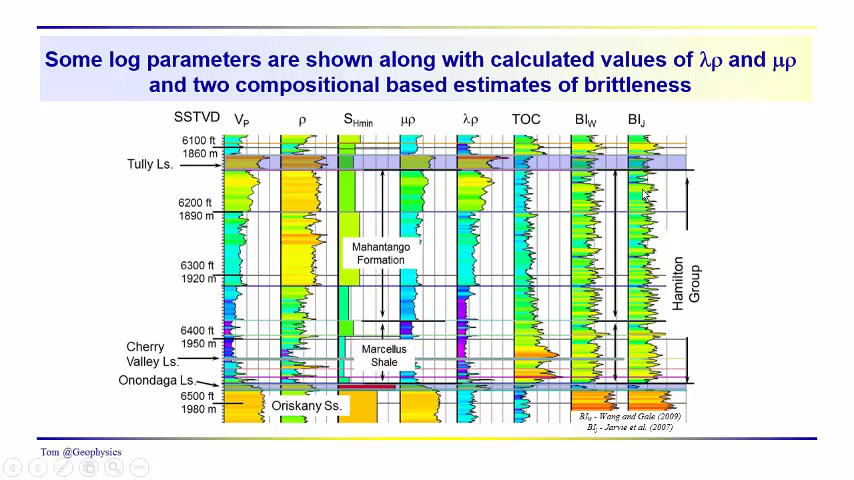 Some log parameters are shown along with calculated values of λρ and μρ
and two compositional based estimates of brittleness
SSTVD VP ρ SHmin μρ λρ TOC BIW BIJ
6100 ft
1860 m
Tully Ls.
6200 ft
1890 m
Mahantango
Formation
6300 ft
1920 m
Hamilton
Group
6400 ft
1950 m
Cherry
Valley Ls.
Marcellus
Shale
Onondaga Ls.
6500 ft
1980 m
Oriskany Ss.
BIW - Wang and Gale (2009)
BIJ - Jarvie et al. (2007)
Tom @Geophysics